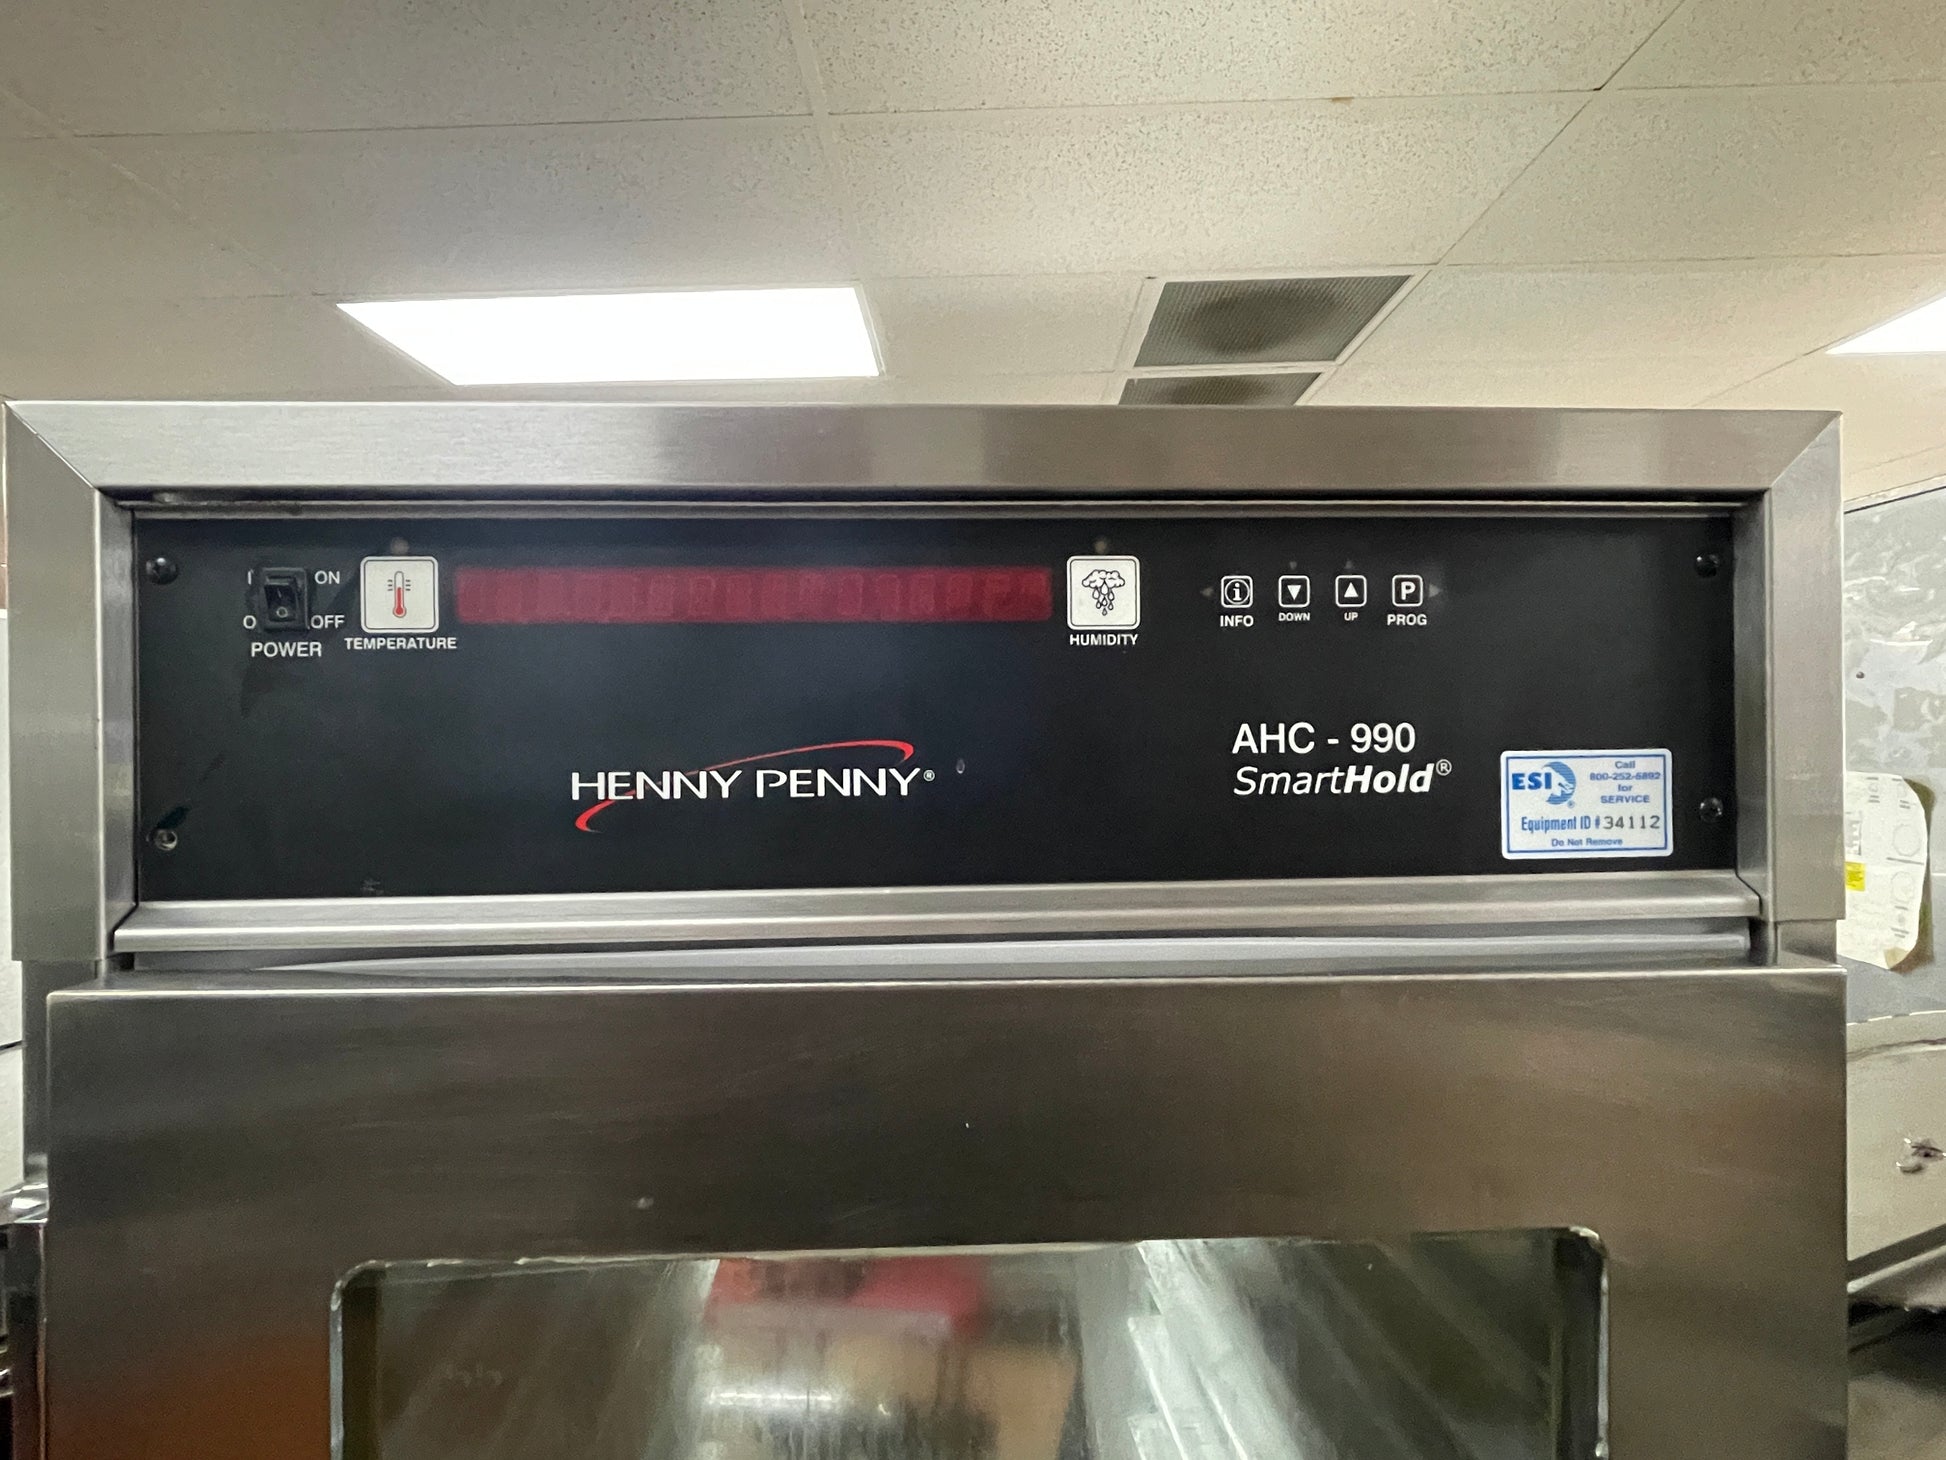 I ON
O OFF
POWER
TEMPERATURE
HUMIDITY
i
INFO
DOWN
UP
P
PROG
HENNY PENNY®
AHC - 990
SmartHold®
ESI®
Call
800-252-6892
for
SERVICE
Equipment ID # 34112
Do Not Remove